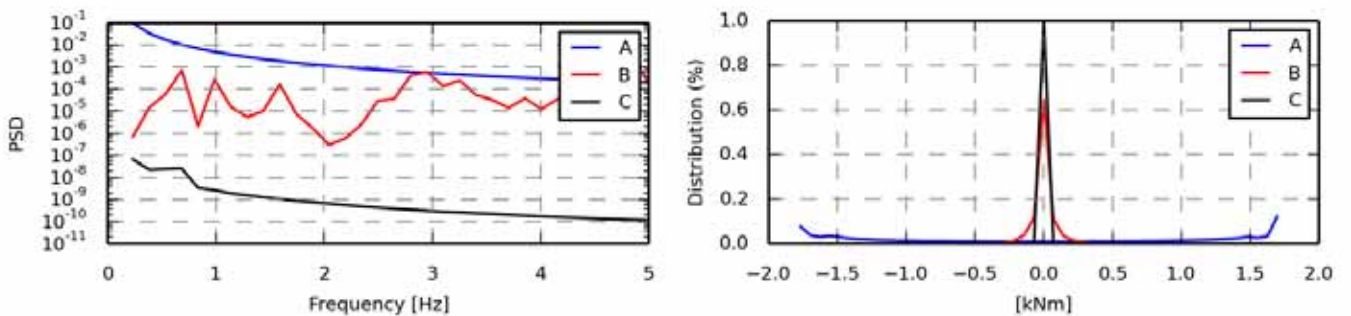 10^-1
10^-2
10^-3
10^-4
10^-5
10^-6
10^-7
10^-8
10^-9
10^-10
10^-11
PSD
0 1 2 3 4 5
Frequency [Hz]
A
B
C
1.0
0.8
0.6
0.4
0.2
0.0
Distribution (%)
−2.0 −1.5 −1.0 −0.5 0.0 0.5 1.0 1.5 2.0
[kNm]
A
B
C